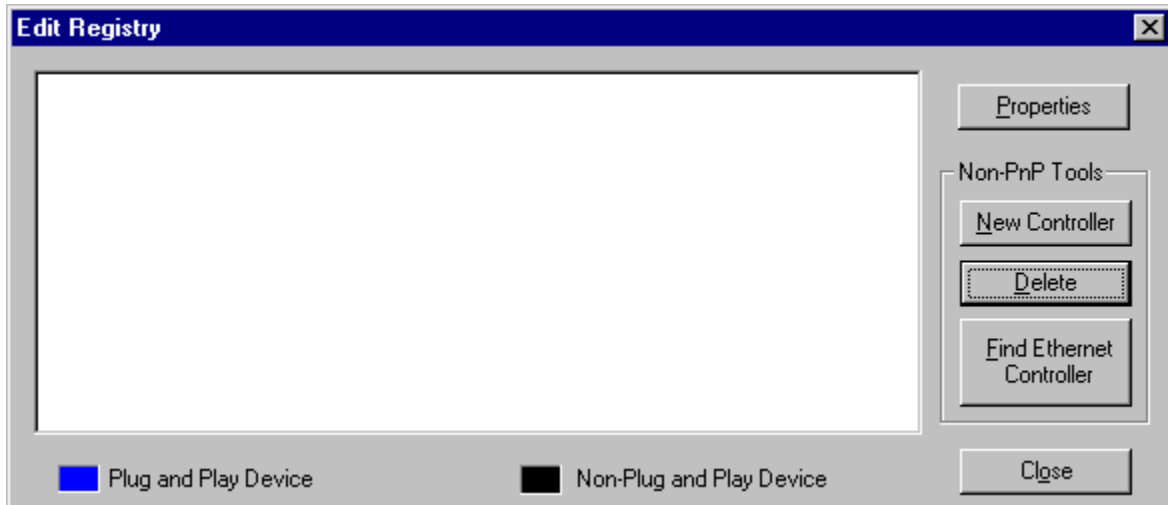 Edit Registry
Properties
Non-PnP Tools
New Controller
Delete
Find Ethernet
Controller
Plug and Play Device
Non-Plug and Play Device
Close